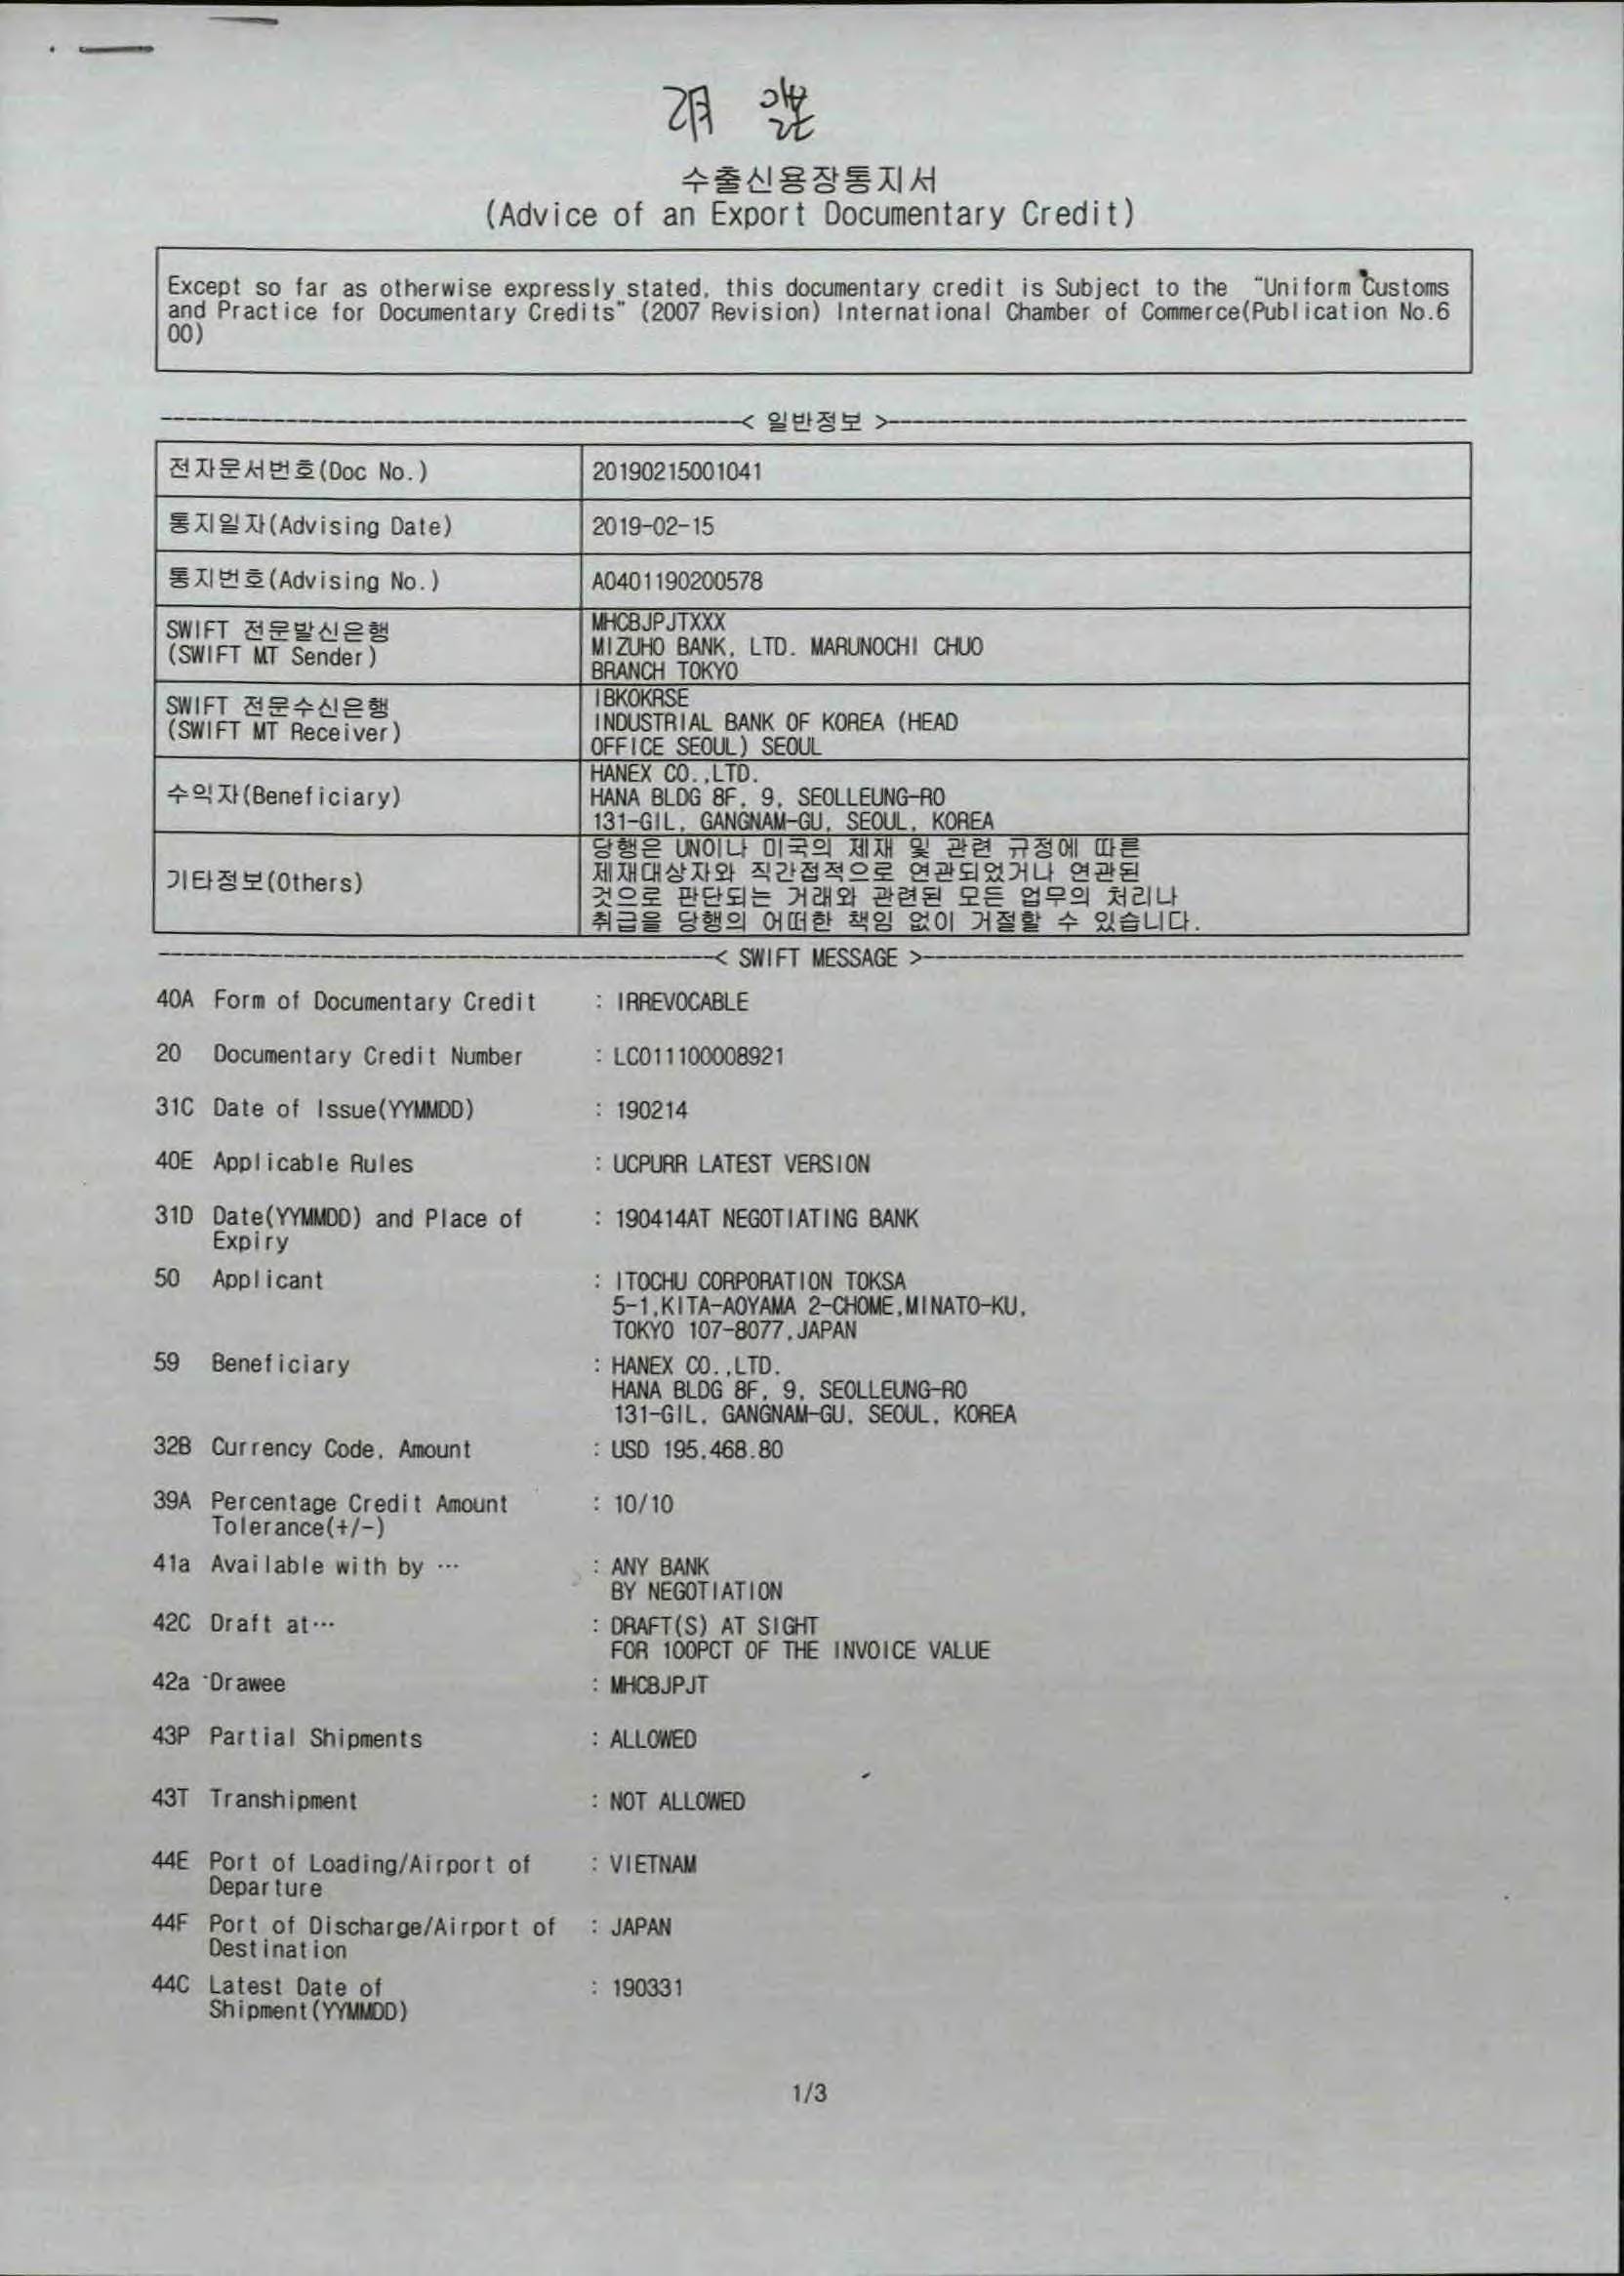 수출신용장통지서
(Advice of an Export Documentary Credit)
Except so far as otherwise expressly stated, this documentary credit is Subject to the "Uniform Customs
and Practice for Documentary Credits" (2007 Revision) International Chamber of Commerce(Publication No.6
00)
< 일반정보 >
전자문서번호(Doc No.) 20190215001041
통지일자(Advising Date) 2019-02-15
통지번호(Advising No.) A0401190200578
SWIFT 전문발신은행
(SWIFT MT Sender)
MHCBJPJTXXX
MIZUHO BANK, LTD. MARUNOCHI CHUO
BRANCH TOKYO
SWIFT 전문수신은행
(SWIFT MT Receiver)
IBKOKRSE
INDUSTRIAL BANK OF KOREA (HEAD
OFFICE SEOUL) SEOUL
수익자(Beneficiary)
HANEX CO.,LTD.
HANA BLDG 8F, 9, SEOLLEUNG-RO
131-GIL, GANGNAM-GU, SEOUL, KOREA
기타정보(Others)
당행은 UN이나 미국의 제재 및 관련 규정에 따른
제재대상자와 직간접적으로 연관되었거나 연관된
것으로 판단되는 거래와 관련된 모든 업무의 처리나
취급을 당행의 어떠한 책임 없이 거절할 수 있습니다.
< SWIFT MESSAGE >
40A Form of Documentary Credit : IRREVOCABLE
20 Documentary Credit Number : LC011100008921
31C Date of Issue(YYMMDD) : 190214
40E Applicable Rules : UCPURR LATEST VERSION
31D Date(YYMMDD) and Place of : 190414AT NEGOTIATING BANK
Expiry
50 Applicant : ITOCHU CORPORATION TOKSA
5-1,KITA-AOYAMA 2-CHOME,MINATO-KU,
TOKYO 107-8077,JAPAN
59 Beneficiary : HANEX CO.,LTD.
HANA BLDG 8F, 9, SEOLLEUNG-RO
131-GIL, GANGNAM-GU, SEOUL, KOREA
32B Currency Code, Amount : USD 195,468.80
39A Percentage Credit Amount : 10/10
Tolerance(+/-)
41a Available with by … : ANY BANK
BY NEGOTIATION
42C Draft at… : DRAFT(S) AT SIGHT
FOR 100PCT OF THE INVOICE VALUE
42a Drawee : MHCBJPJT
43P Partial Shipments : ALLOWED
43T Transhipment : NOT ALLOWED
44E Port of Loading/Airport of : VIETNAM
Departure
44F Port of Discharge/Airport of : JAPAN
Destination
44C Latest Date of : 190331
Shipment(YYMMDD)
1/3